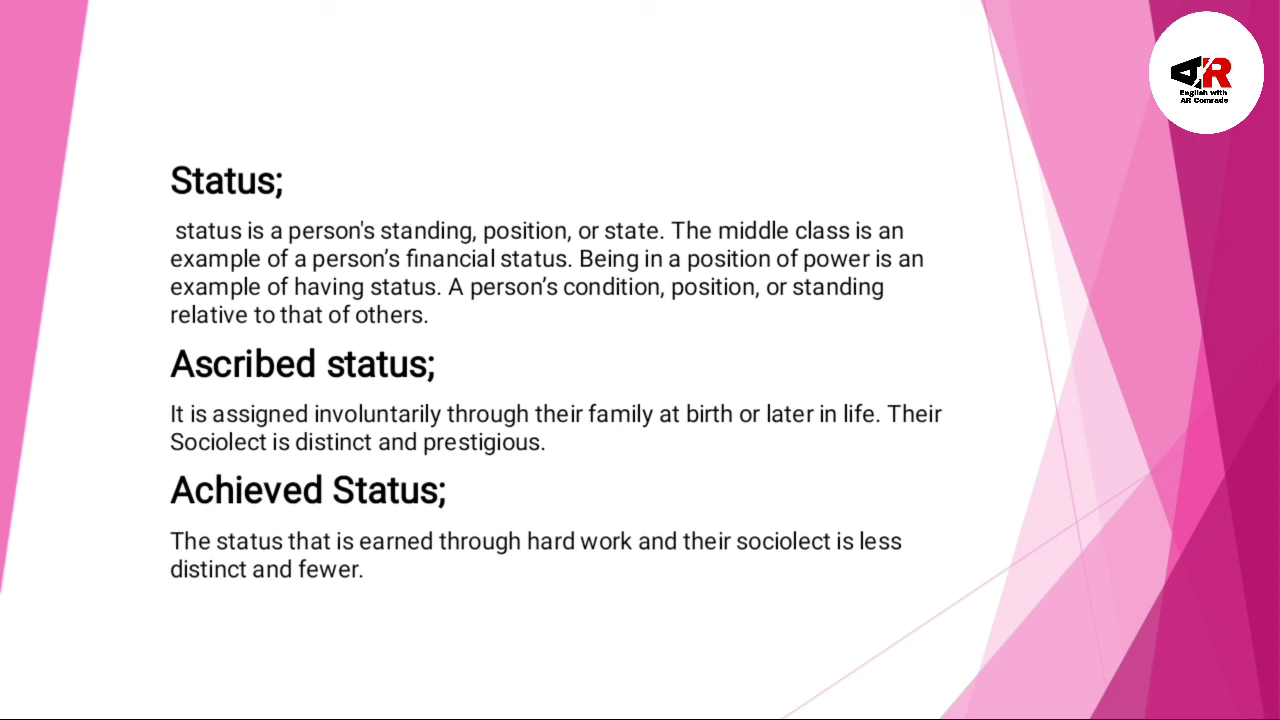 AR
English with
AR Comrade
Status;
status is a person's standing, position, or state. The middle class is an
example of a person’s financial status. Being in a position of power is an
example of having status. A person’s condition, position, or standing
relative to that of others.
Ascribed status;
It is assigned involuntarily through their family at birth or later in life. Their
Sociolect is distinct and prestigious.
Achieved Status;
The status that is earned through hard work and their sociolect is less
distinct and fewer.